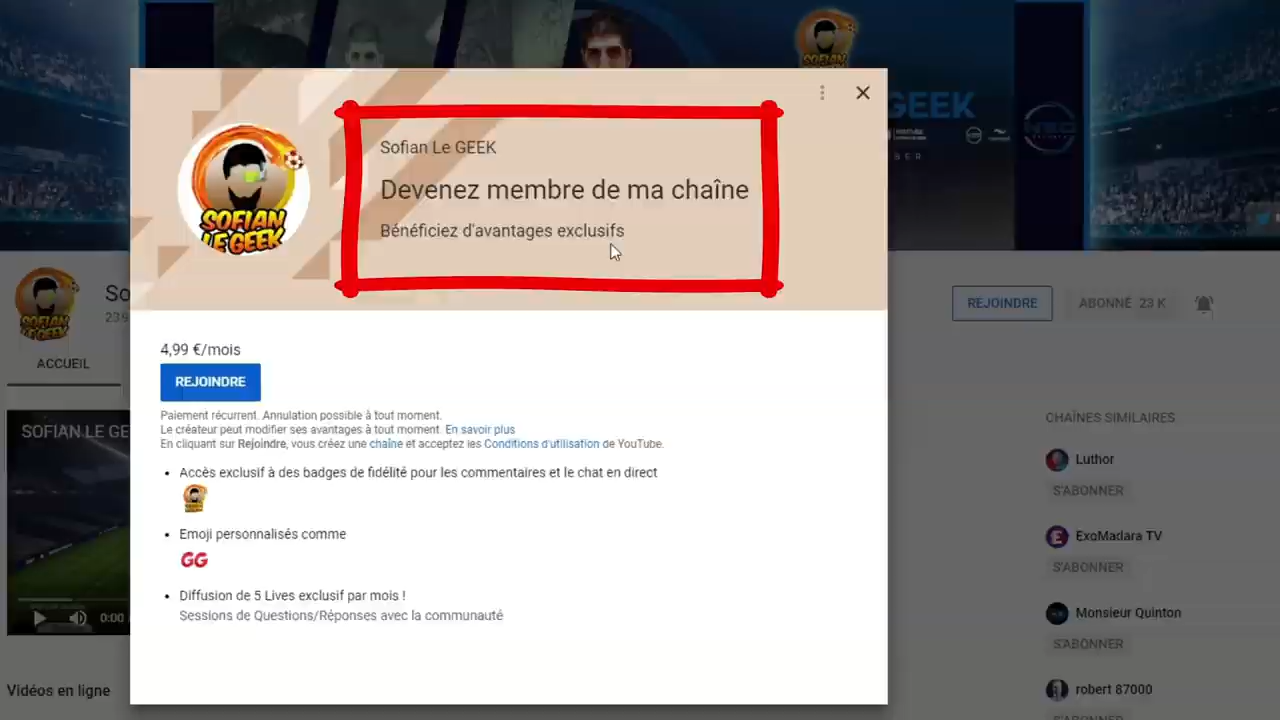 SOFIAN
GEEK
Sofian Le GEEK
Devenez membre de ma chaîne
Bénéficiez d'avantages exclusifs
SOFIAN
LE GEEK
So
REJOINDRE
ABONNÉ 23 K
ACCUEIL
4,99 €/mois
REJOINDRE
Paiement récurrent. Annulation possible à tout moment.
Le créateur peut modifier ses avantages à tout moment. En savoir plus
En cliquant sur Rejoindre, vous créez une chaîne et acceptez les Conditions d'utilisation de YouTube.
Accès exclusif à des badges de fidélité pour les commentaires et le chat en direct
Emoji personnalisés comme
GG
Diffusion de 5 Lives exclusif par mois !
Sessions de Questions/Réponses avec la communauté
SOFIAN LE GE
0:00
Vidéos en ligne
CHAÎNES SIMILAIRES
Luthor
S'ABONNER
ExoMadara TV
S'ABONNER
Monsieur Quinton
S'ABONNER
robert 87000
S'ABONNER